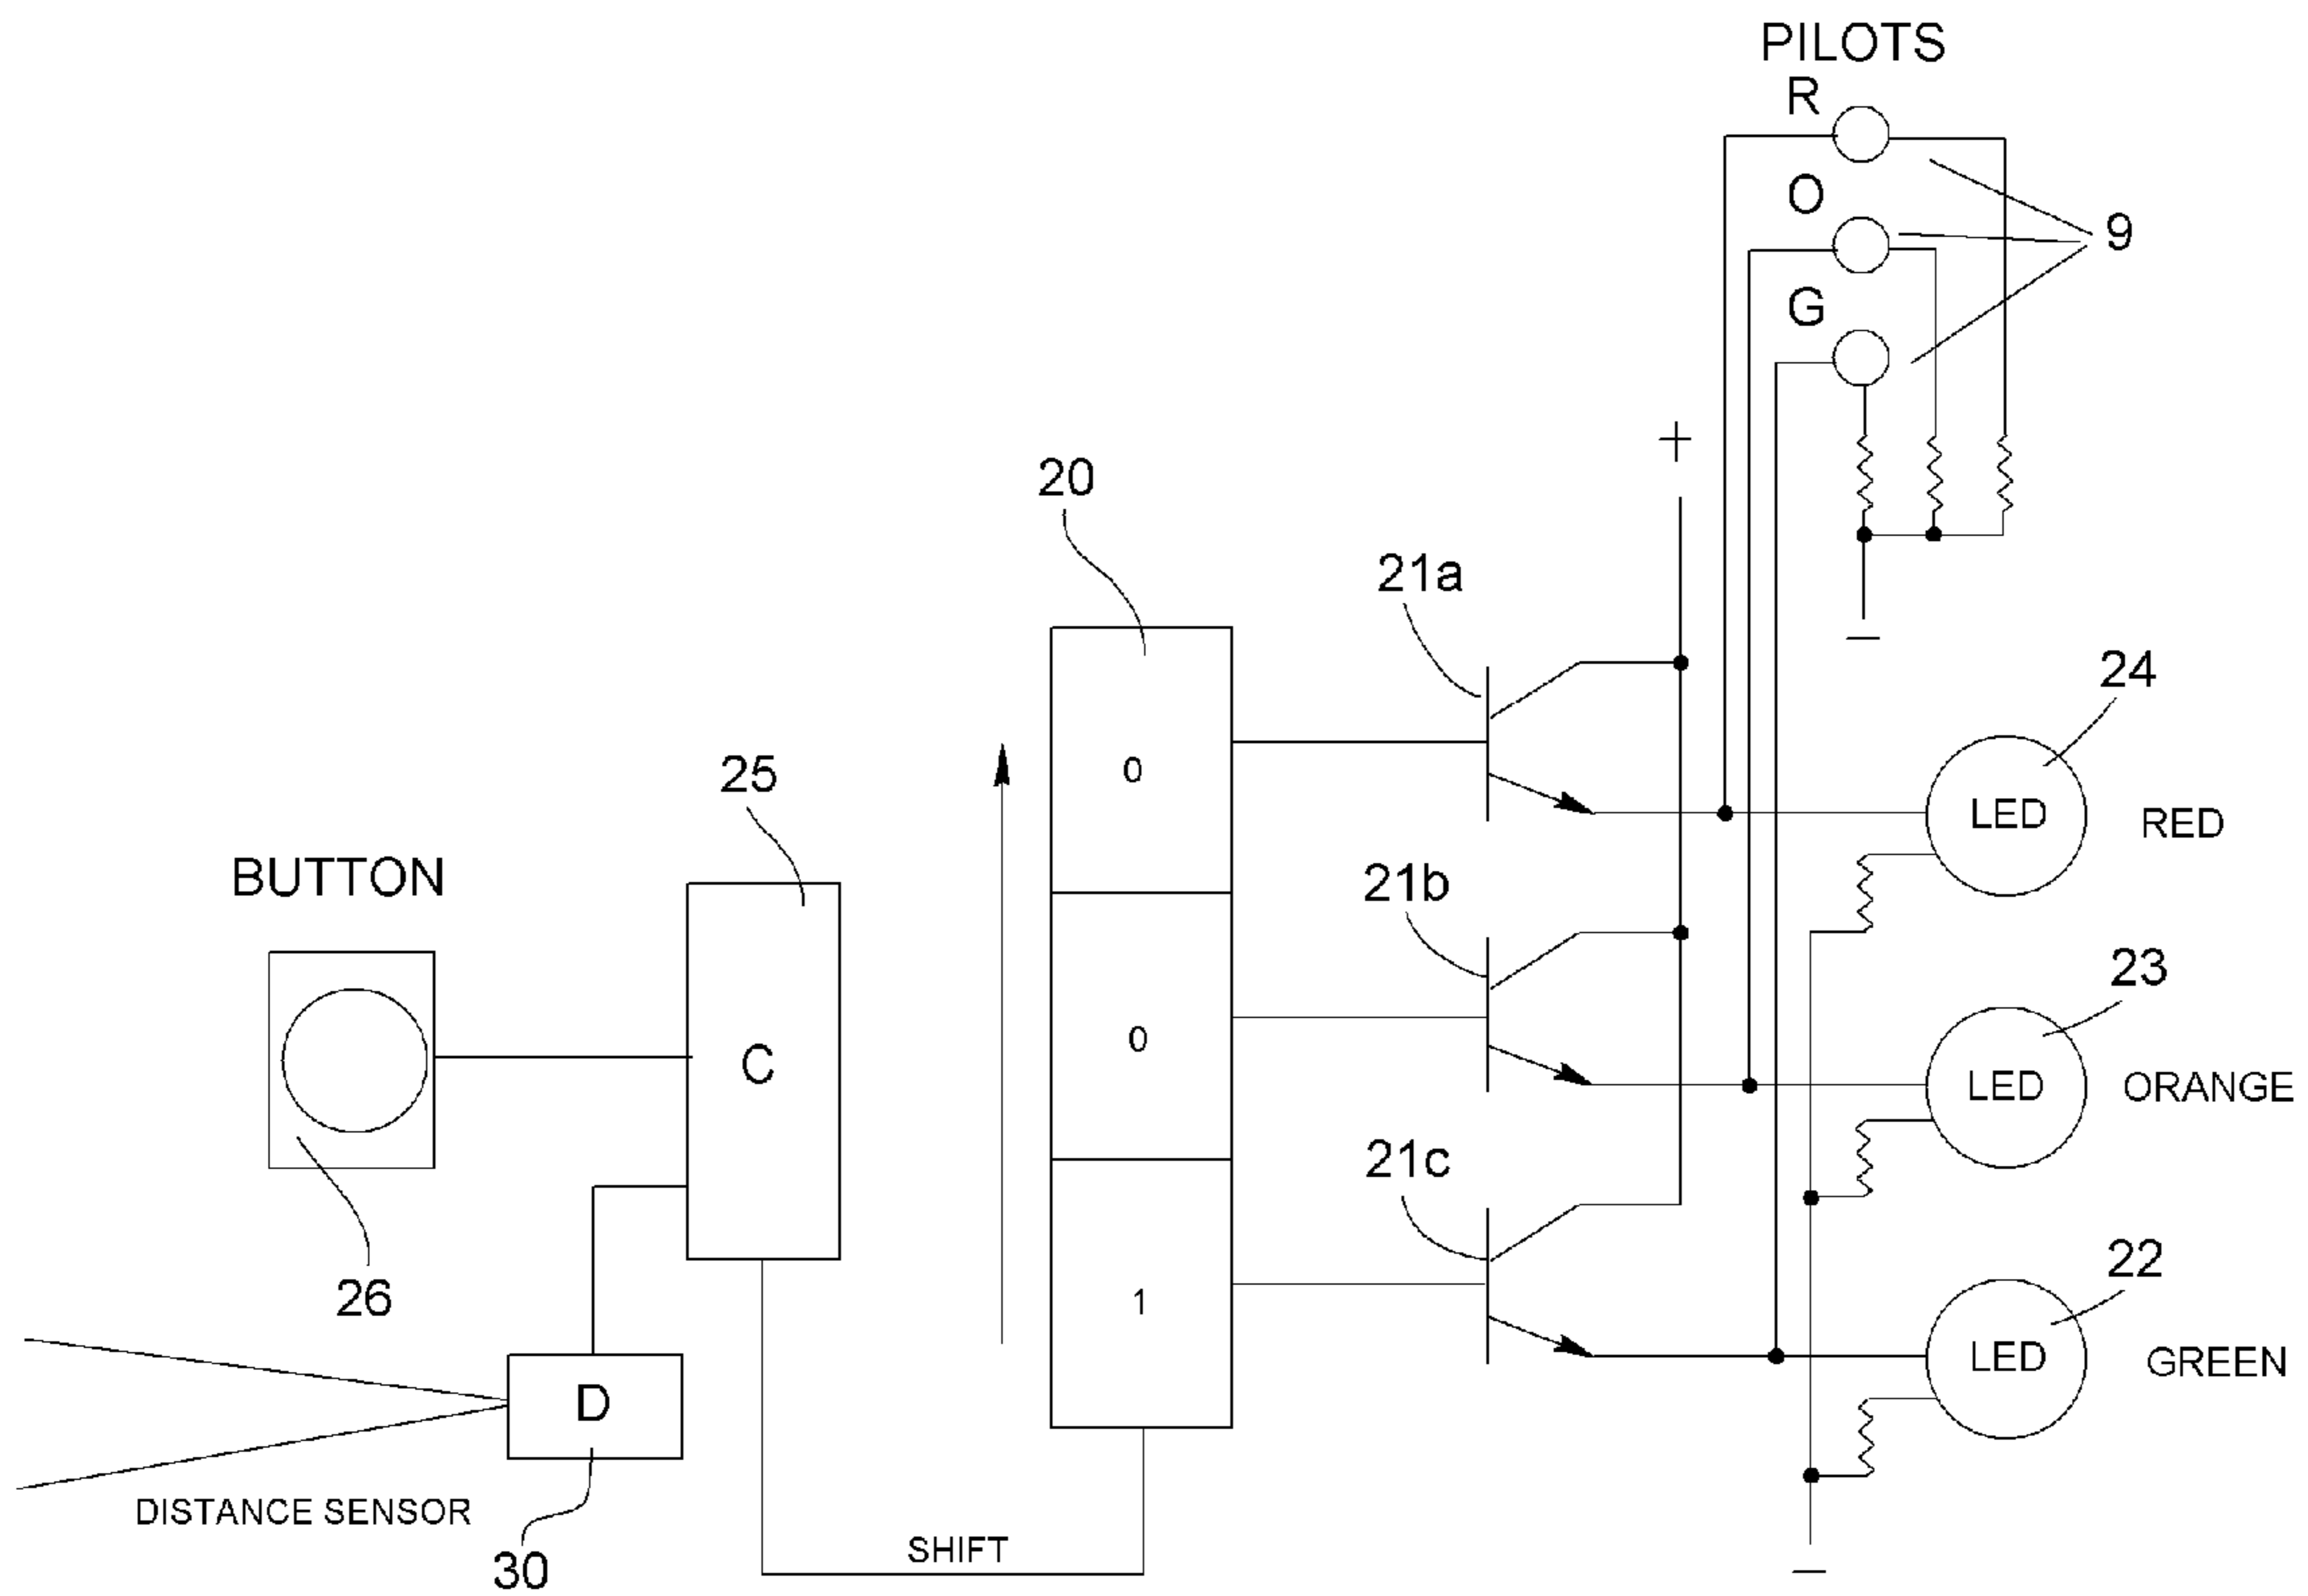 PILOTS
R
O
9
G
+
20
21a
–
24
25
0
LED
RED
BUTTON
21b
23
C
0
LED
ORANGE
21c
26
1
22
LED
GREEN
D
DISTANCE SENSOR
30
SHIFT
–